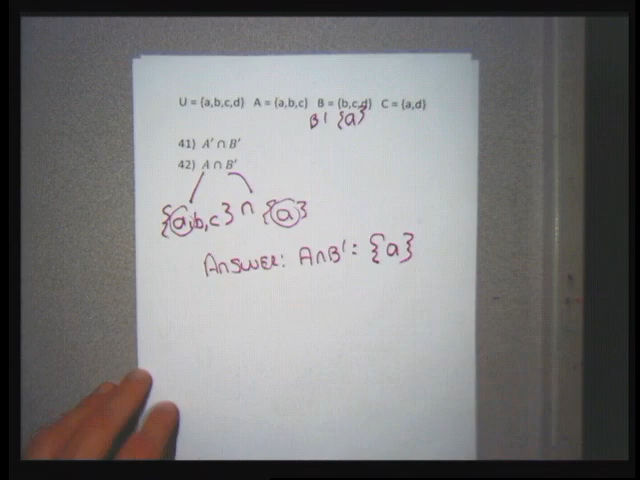 U = {a,b,c,d} A = {a,b,c} B = {b,c,d} C = {a,d}
B' {a}
41) A' ∩ B'
42) A ∩ B'
{a,b,c} ∩ {a}
Answer: A∩B' = {a}